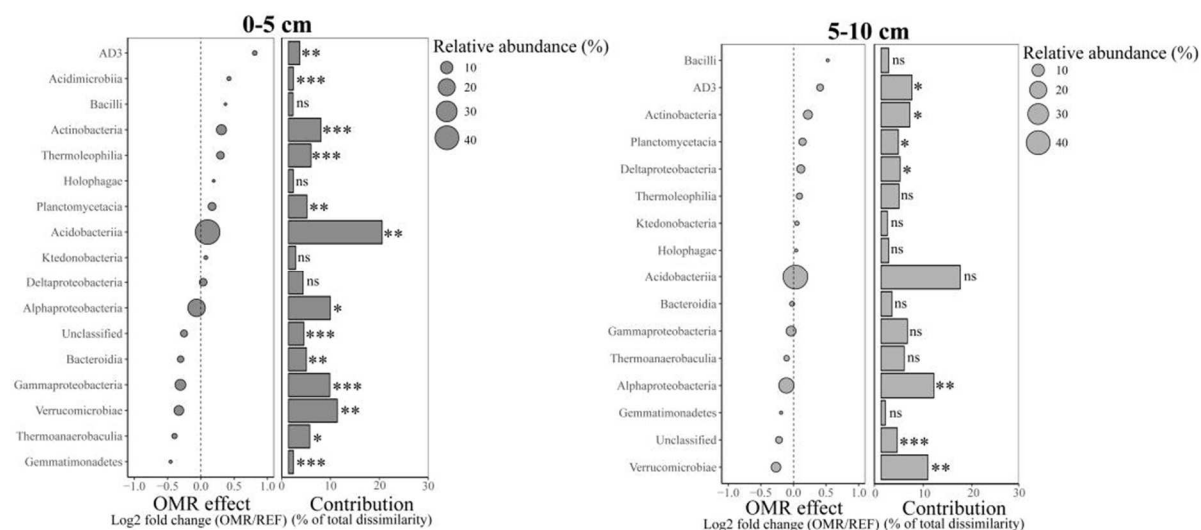 0-5 cm
AD3 **
Acidimicrobiia ***
Bacilli ns
Actinobacteria ***
Thermoleophilia ***
Holophagae ns
Planctomycetacia **
Acidobacteriia **
Ktedonobacteria ns
Deltaproteobacteria ns
Alphaproteobacteria *
Unclassified ***
Bacteroidia **
Gammaproteobacteria ***
Verrucomicrobiae **
Thermoanaerobaculia *
Gemmatimonadetes ***
−1.0 −0.5 0.0 0.5 1.0 0 10 20 30
OMR effect Contribution
Log2 fold change (OMR/REF) (% of total dissimilarity)
Relative abundance (%)
10
20
30
40
5-10 cm
Bacilli ns
AD3 *
Actinobacteria *
Planctomycetacia *
Deltaproteobacteria *
Thermoleophilia ns
Ktedonobacteria ns
Holophagae ns
Acidobacteriia ns
Bacteroidia ns
Gammaproteobacteria ns
Thermoanaerobaculia ns
Alphaproteobacteria **
Gemmatimonadetes ns
Unclassified ***
Verrucomicrobiae **
−1.0 −0.5 0.0 0.5 1.0 0 10 20 30
OMR effect Contribution
Log2 fold change (OMR/REF) (% of total dissimilarity)
Relative abundance (%)
10
20
30
40